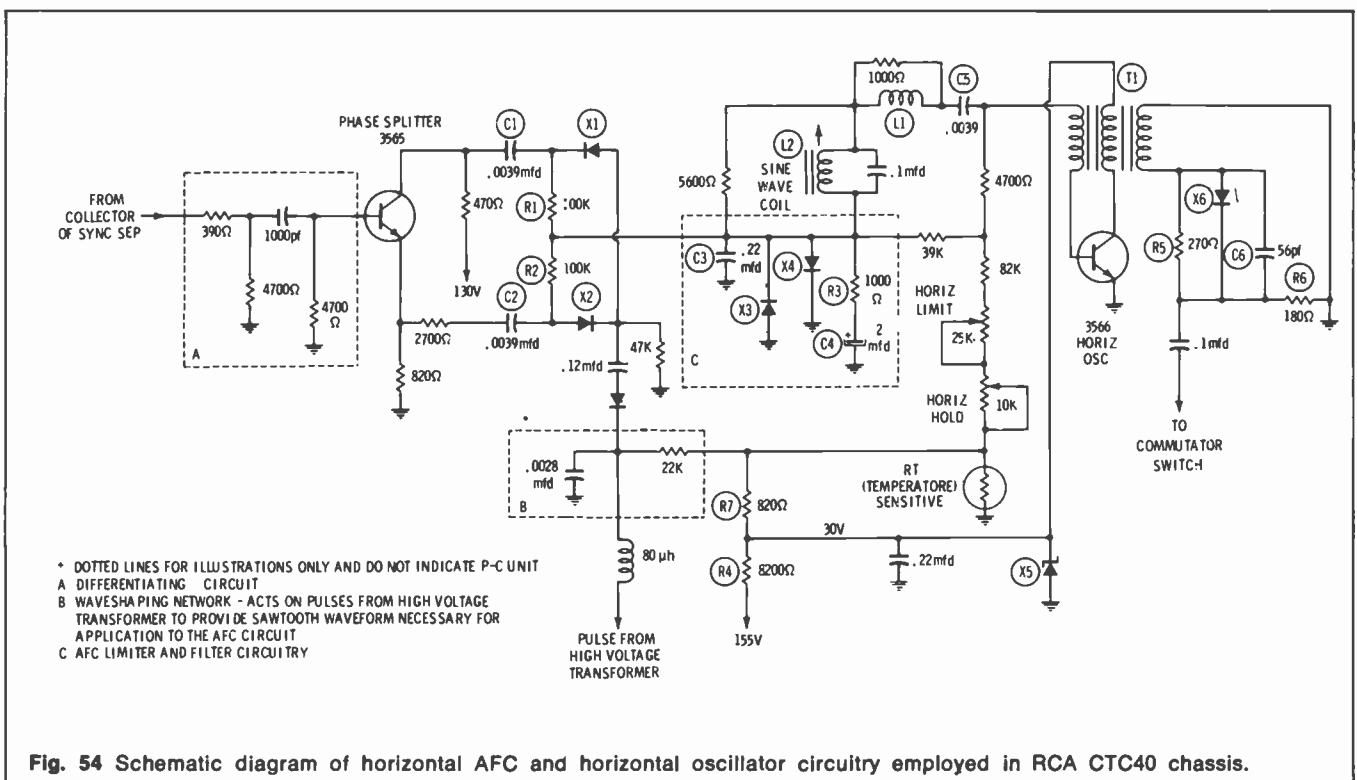 PHASE SPLITTER
3565
FROM
COLLECTOR
OF SYNC SEP
390Ω
1000pf
4700Ω
4700
Ω
A
C1
.0039mfd
X1
470Ω
130V
R1
100K
R2
100K
2700Ω
C2
.0039mfd
X2
820Ω
47K
.12mfd
.0028
mfd
22K
B
80 µh
PULSE FROM
HIGH VOLTAGE
TRANSFORMER
1000Ω
L1
C5
.0039
L2
SINE
WAVE
COIL
.1mfd
5600Ω
4700Ω
C3
.22
mfd
X3
X4
R3
1000
Ω
C4
+
2
mfd
C
39K
82K
HORIZ
LIMIT
25K
HORIZ
HOLD
10K
RT
(TEMPERATORE)
SENSITIVE
R7
820Ω
30V
R4
8200Ω
155V
.22mfd
X5
T1
3566
HORIZ
OSC
R5
270Ω
X6
C6
56pf
R6
180Ω
.1mfd
TO
COMMUTATOR
SWITCH
* DOTTED LINES FOR ILLUSTRATIONS ONLY AND DO NOT INDICATE P-C UNIT
A DIFFERENTIATING CIRCUIT
B WAVESHAPING NETWORK - ACTS ON PULSES FROM HIGH VOLTAGE
TRANSFORMER TO PROVIDE SAWTOOTH WAVEFORM NECESSARY FOR
APPLICATION TO THE AFC CIRCUIT
C AFC LIMITER AND FILTER CIRCUITRY
Fig. 54 Schematic diagram of horizontal AFC and horizontal oscillator circuitry employed in RCA CTC40 chassis.